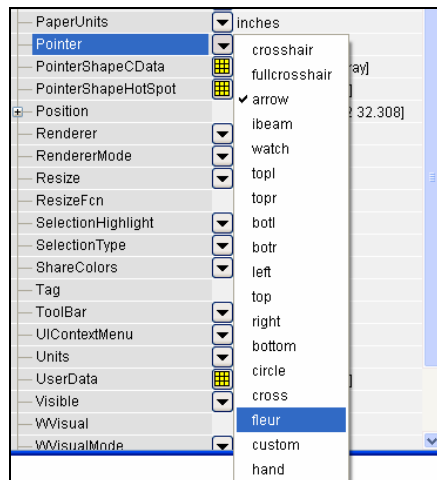 PaperUnits inches
Pointer
crosshair
PointerShapeCData ray]
fullcrosshair
PointerShapeHotSpot ]
arrow
Position 32.308]
ibeam
Renderer
watch
RendererMode
topl
Resize
topr
ResizeFcn
botl
SelectionHighlight
botr
SelectionType
left
ShareColors
top
Tag
right
ToolBar
bottom
UIContextMenu
circle
Units
cross
UserData ]
fleur
Visible
custom
WVisual
hand
WVisualMode